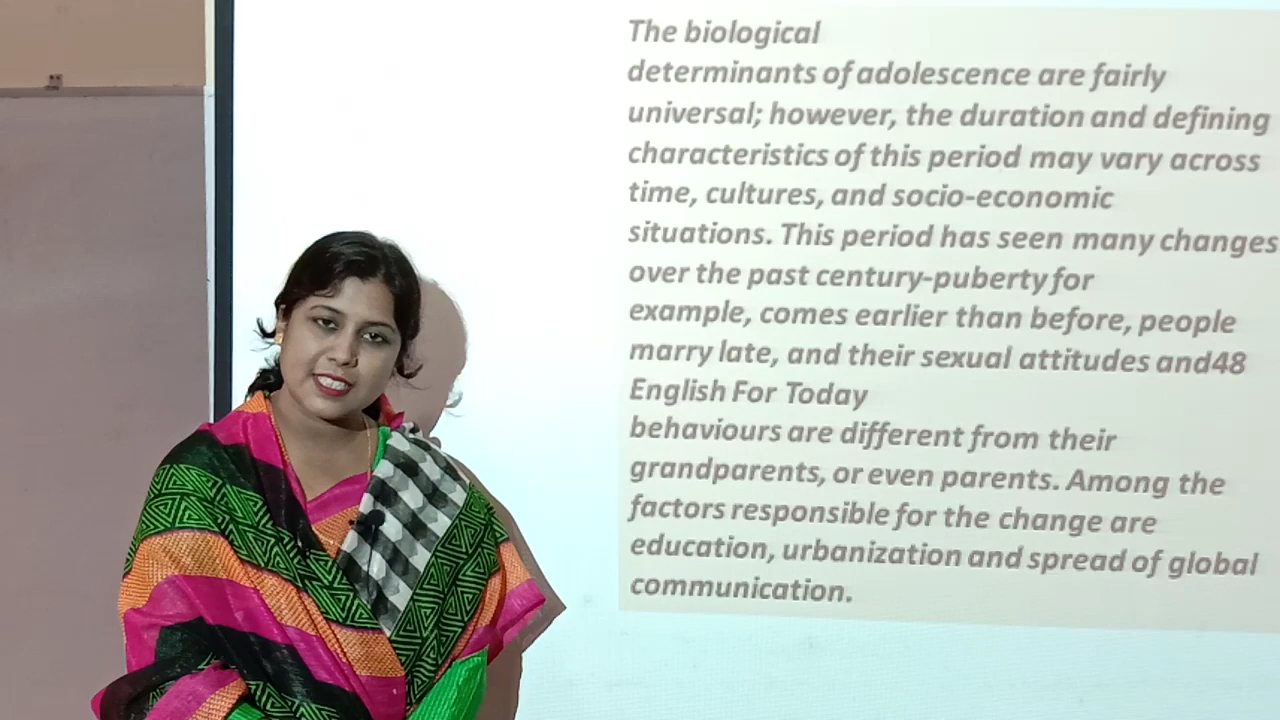 The biological
determinants of adolescence are fairly
universal; however, the duration and defining
characteristics of this period may vary across
time, cultures, and socio-economic
situations. This period has seen many changes
over the past century-puberty for
example, comes earlier than before, people
marry late, and their sexual attitudes and48
English For Today
behaviours are different from their
grandparents, or even parents. Among the
factors responsible for the change are
education, urbanization and spread of global
communication.